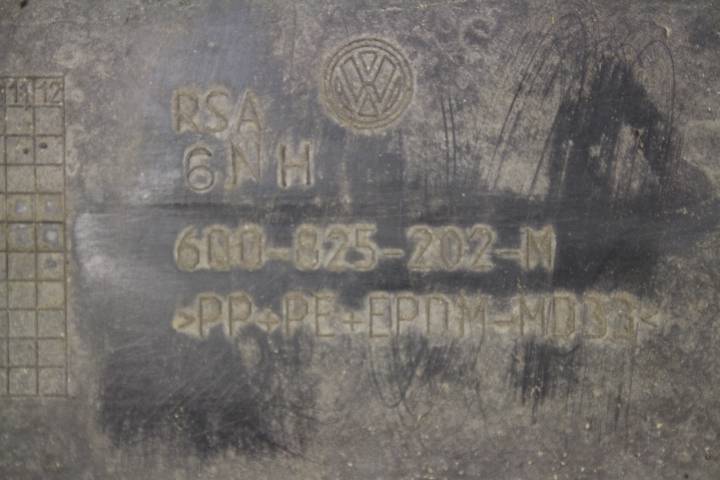 11 12
RSA
6NH
6Q0-825-202-M
>PP+PE+EPDM-MD33<